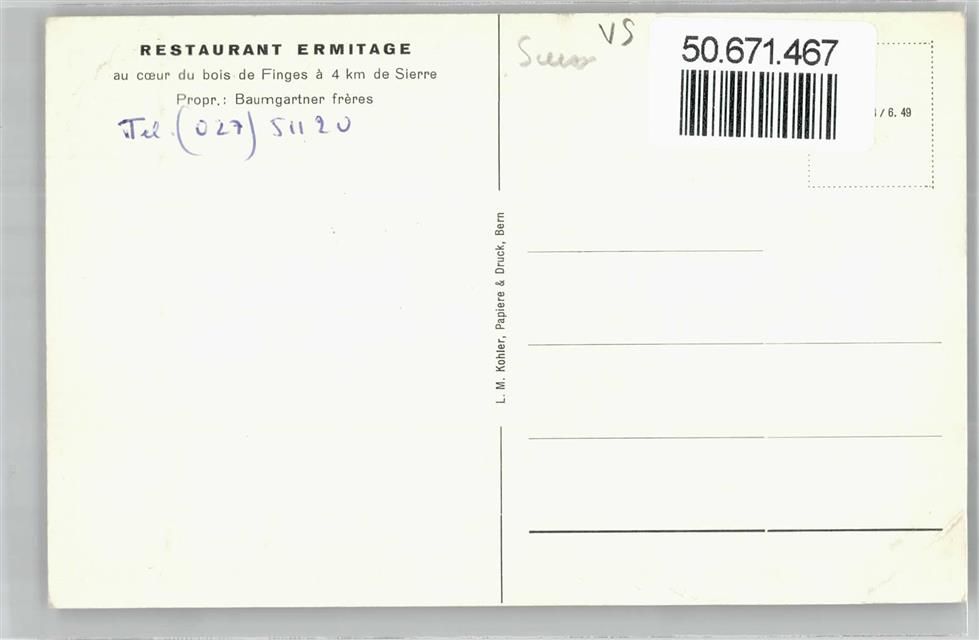 RESTAURANT ERMITAGE
au cœur du bois de Finges à 4 km de Sierre
Propr.: Baumgartner frères
Tel. (027) 51120
L. M. Kohler, Papiere & Druck, Bern
VS
50.671.467
/ 6. 49